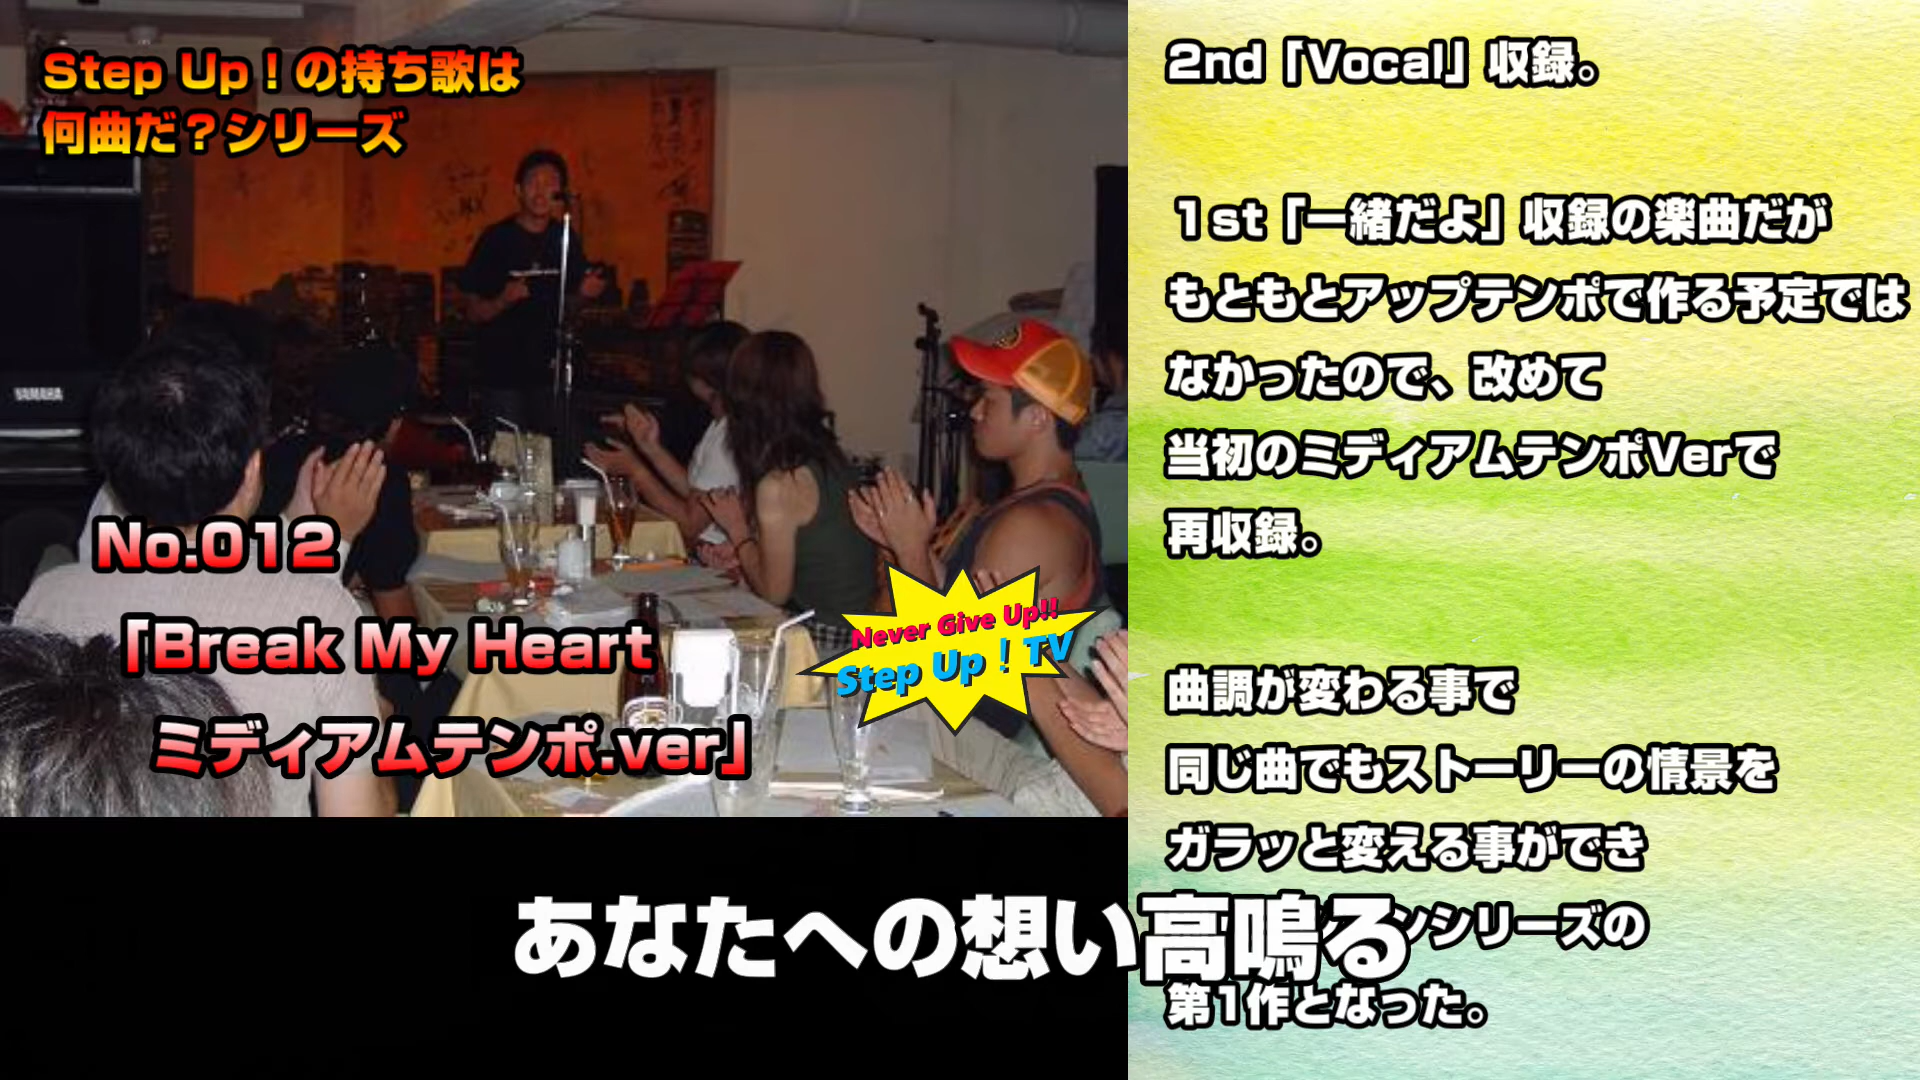 Step Up！の持ち歌は
何曲だ？シリーズ
YAMAHA
No.012
「Break My Heart
ミディアムテンポ.ver」
Never Give Up!!
Step Up！TV
2nd「Vocal」収録。
１st「一緒だよ」収録の楽曲だが
もともとアップテンポで作る予定では
なかったので、改めて
当初のミディアムテンポVerで
再収録。
曲調が変わる事で
同じ曲でもストーリーの情景を
ガラッと変える事ができ
ンシリーズの
第1作となった。
あなたへの想い高鳴る